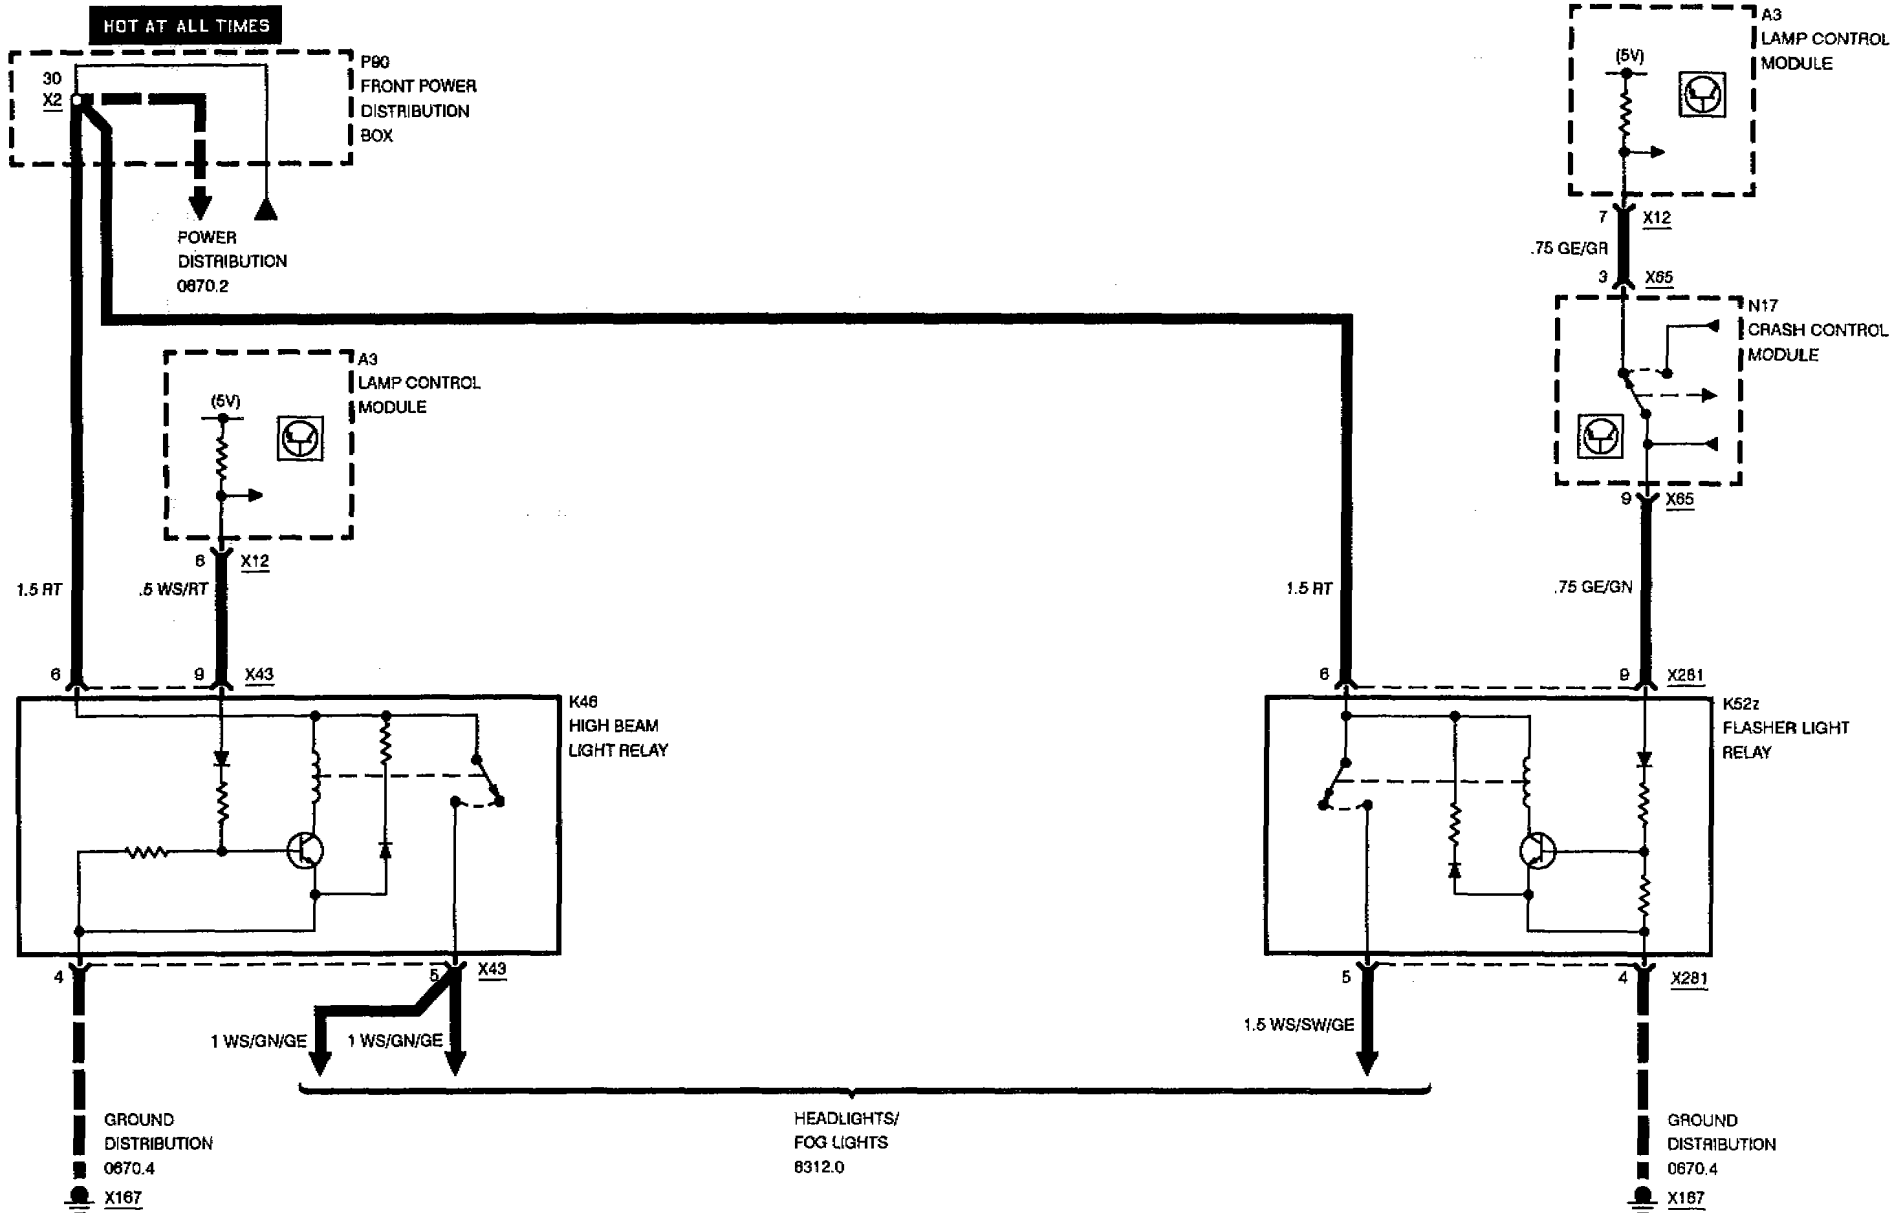 HOT AT ALL TIMES
30
X2
P90
FRONT POWER
DISTRIBUTION
BOX
POWER
DISTRIBUTION
0670.2
A3
LAMP CONTROL
MODULE
(5V)
7
X12
.75 GE/GR
3
X65
N17
CRASH CONTROL
MODULE
9
X65
A3
LAMP CONTROL
MODULE
(5V)
6
X12
1.5 RT
.5 WS/RT
1.5 RT
.75 GE/GN
6
9
X43
6
9
X281
K46
HIGH BEAM
LIGHT RELAY
K52z
FLASHER LIGHT
RELAY
4
5
X43
5
4
X281
1 WS/GN/GE
1 WS/GN/GE
1.5 WS/SW/GE
GROUND
DISTRIBUTION
0670.4
X167
HEADLIGHTS/
FOG LIGHTS
6312.0
GROUND
DISTRIBUTION
0670.4
X167